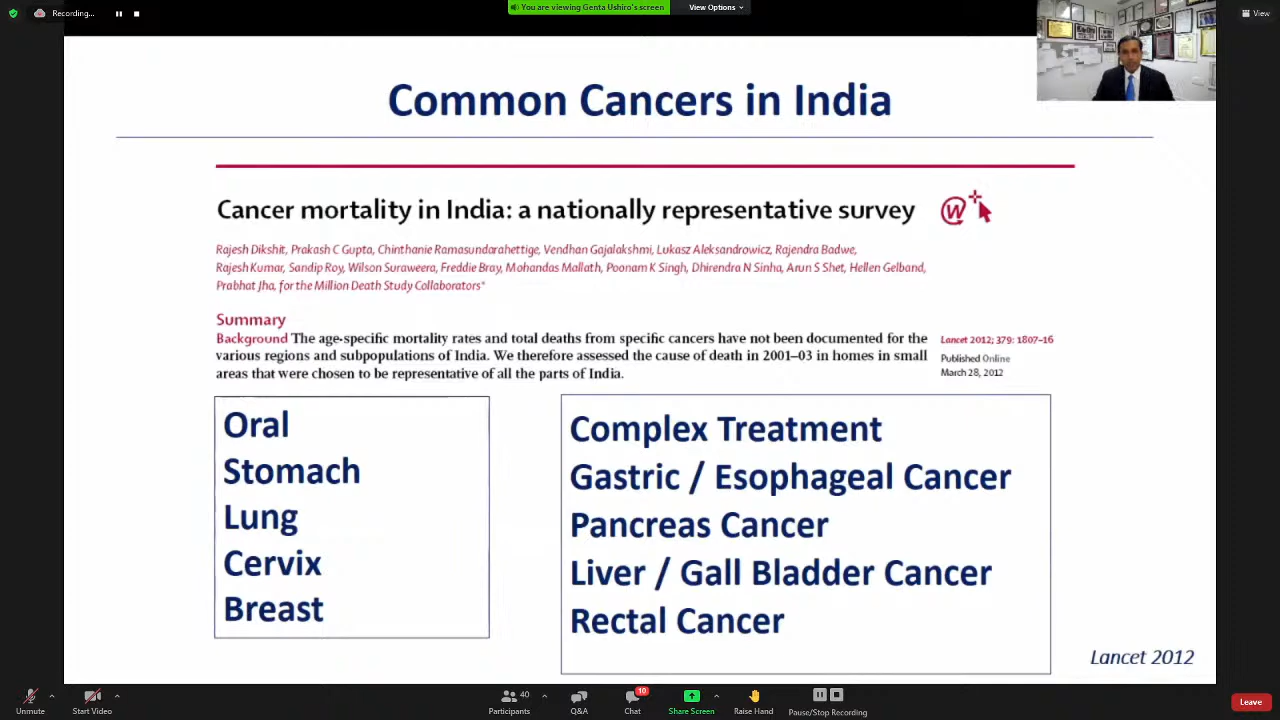 Recording...
You are viewing Genta Ushiro's screen
View Options
View
Common Cancers in India
Cancer mortality in India: a nationally representative survey
Rajesh Dikshit, Prakash C Gupta, Chinthanie Ramasundarahettige, Vendhan Gajalakshmi, Lukasz Aleksandrowicz, Rajendra Badwe,
Rajesh Kumar, Sandip Roy, Wilson Suraweera, Freddie Bray, Mohandas Mallath, Poonam K Singh, Dhirendra N Sinha, Arun S Shet, Hellen Gelband,
Prabhat Jha, for the Million Death Study Collaborators*
Summary
Background The age-specific mortality rates and total deaths from specific cancers have not been documented for the
various regions and subpopulations of India. We therefore assessed the cause of death in 2001–03 in homes in small
areas that were chosen to be representative of all the parts of India.
Lancet 2012; 379: 1807–16
Published Online
March 28, 2012
Oral
Stomach
Lung
Cervix
Breast
Complex Treatment
Gastric / Esophageal Cancer
Pancreas Cancer
Liver / Gall Bladder Cancer
Rectal Cancer
Lancet 2012
Unmute
Start Video
Participants
40
Q&A
Chat
10
Share Screen
Raise Hand
Pause/Stop Recording
Leave